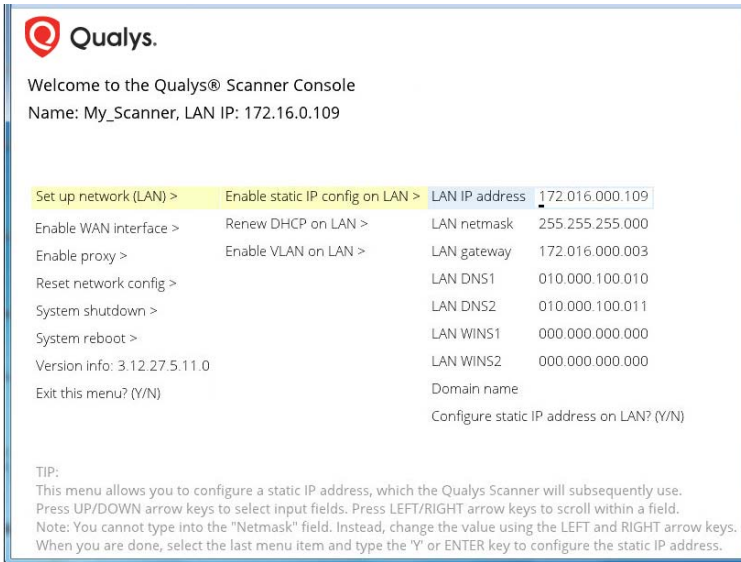 Qualys.
Welcome to the Qualys® Scanner Console
Name: My_Scanner, LAN IP: 172.16.0.109
Set up network (LAN) > Enable static IP config on LAN > LAN IP address 172.016.000.109
Enable WAN interface > Renew DHCP on LAN > LAN netmask 255.255.255.000
Enable proxy > Enable VLAN on LAN > LAN gateway 172.016.000.003
Reset network config > LAN DNS1 010.000.100.010
System shutdown > LAN DNS2 010.000.100.011
System reboot > LAN WINS1 000.000.000.000
Version info: 3.12.27.5.11.0 LAN WINS2 000.000.000.000
Exit this menu? (Y/N) Domain name
Configure static IP address on LAN? (Y/N)
TIP:
This menu allows you to configure a static IP address, which the Qualys Scanner will subsequently use.
Press UP/DOWN arrow keys to select input fields. Press LEFT/RIGHT arrow keys to scroll within a field.
Note: You cannot type into the "Netmask" field. Instead, change the value using the LEFT and RIGHT arrow keys.
When you are done, select the last menu item and type the 'Y' or ENTER key to configure the static IP address.